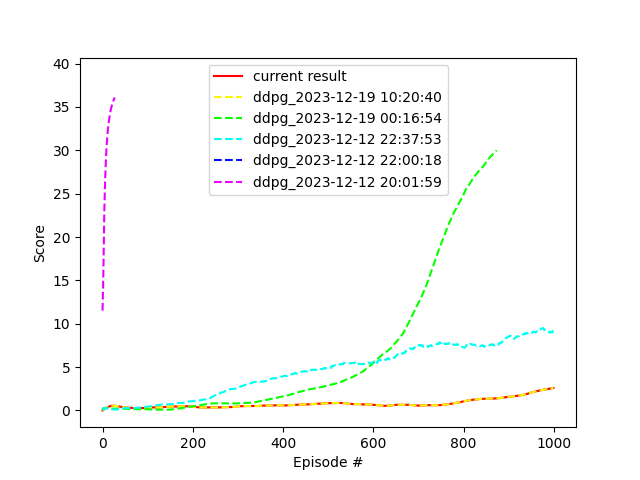 40
35
30
25
20
15
10
5
0
Score
current result
ddpg_2023-12-19 10:20:40
ddpg_2023-12-19 00:16:54
ddpg_2023-12-12 22:37:53
ddpg_2023-12-12 22:00:18
ddpg_2023-12-12 20:01:59
0 200 400 600 800 1000
Episode #